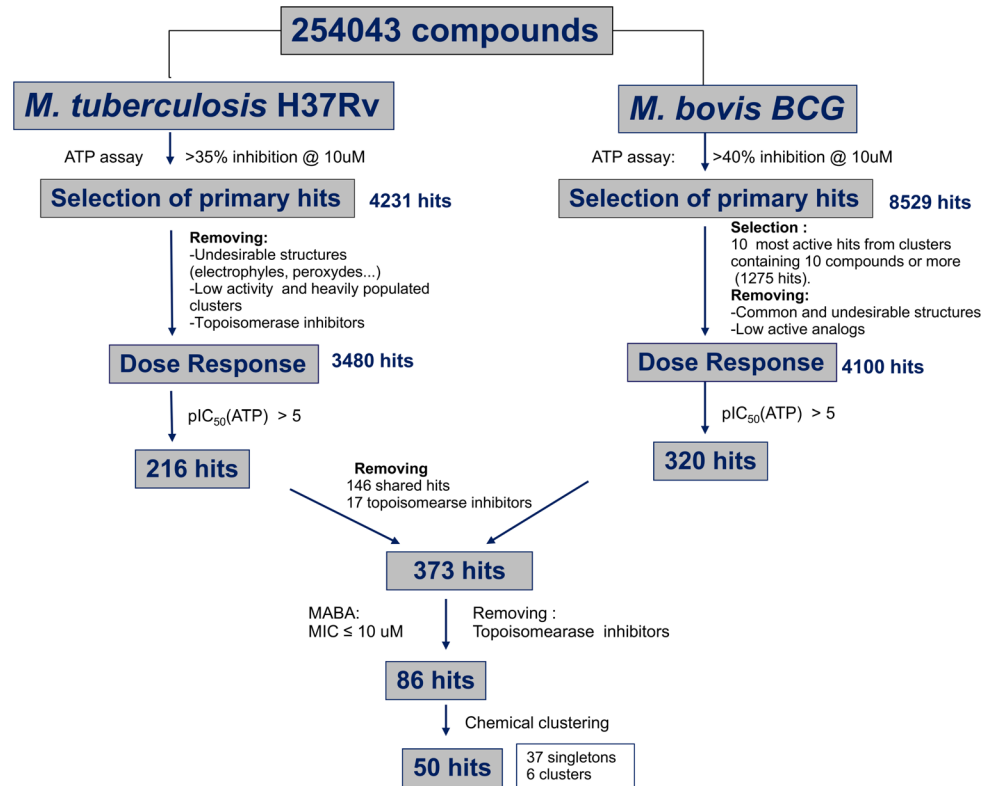 254043 compounds
M. tuberculosis H37Rv
M. bovis BCG
ATP assay >35% inhibition @ 10uM
ATP assay: >40% inhibition @ 10uM
Selection of primary hits
4231 hits
Selection of primary hits
8529 hits
Removing:
-Undesirable structures
(electrophyles, peroxydes...)
-Low activity and heavily populated
clusters
-Topoisomerase inhibitors
Selection :
10 most active hits from clusters
containing 10 compounds or more
(1275 hits).
Removing:
-Common and undesirable structures
-Low active analogs
Dose Response
3480 hits
Dose Response
4100 hits
pIC50(ATP) > 5
pIC50(ATP) > 5
216 hits
320 hits
Removing
146 shared hits
17 topoisomearse inhibitors
373 hits
MABA:
MIC ≤ 10 uM
Removing :
Topoisomearase inhibitors
86 hits
Chemical clustering
50 hits
37 singletons
6 clusters